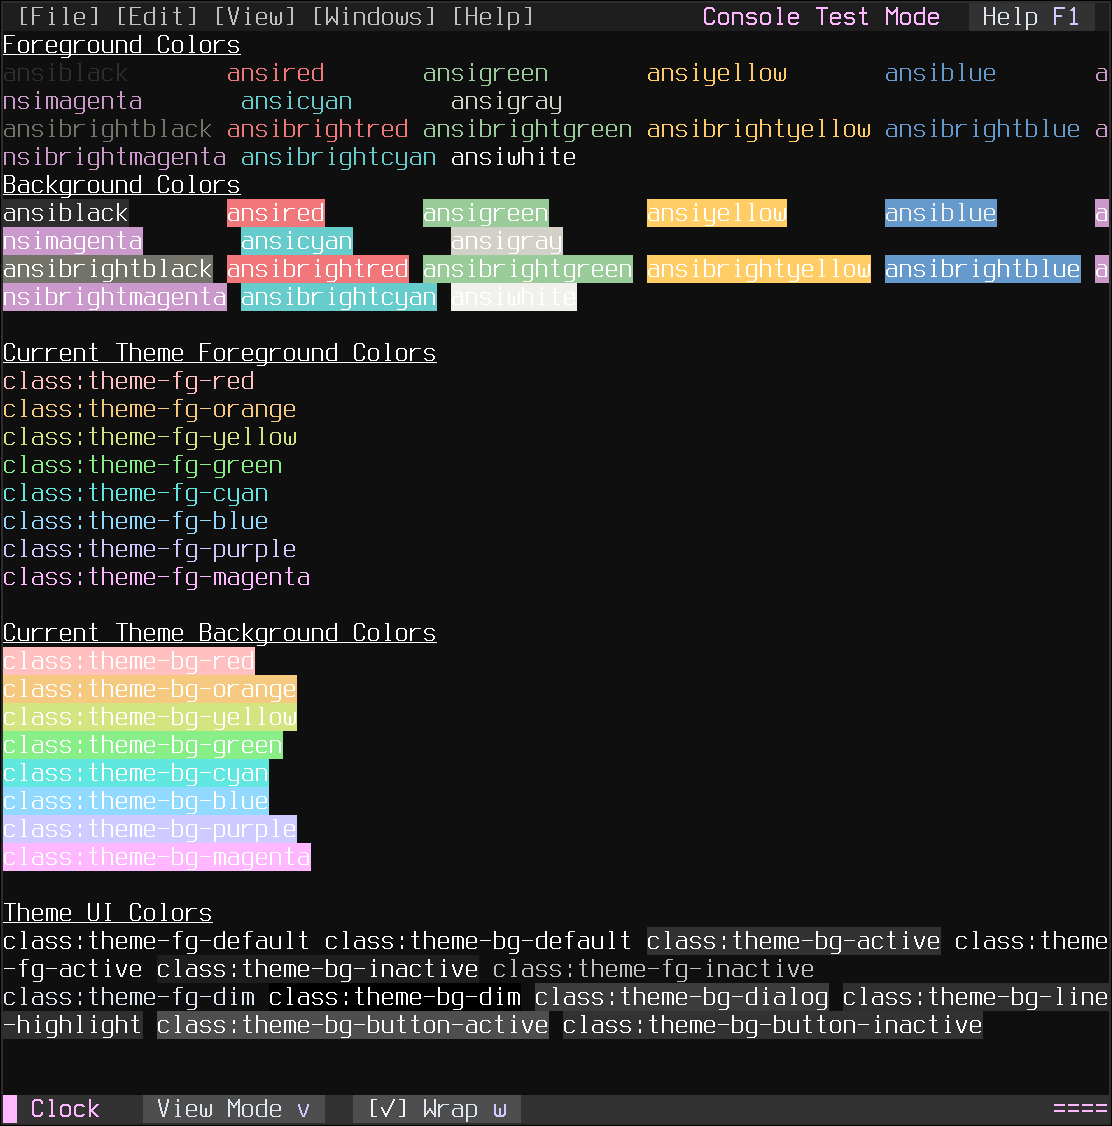 [File] [Edit] [View] [Windows] [Help] Console Test Mode Help F1
Foreground Colors
ansiblack ansired ansigreen ansiyellow ansiblue a
nsimagenta ansicyan ansigray
ansibrightblack ansibrightred ansibrightgreen ansibrightyellow ansibrightblue a
nsibrightmagenta ansibrightcyan ansiwhite
Background Colors
ansiblack ansired ansigreen ansiyellow ansiblue a
nsimagenta ansicyan ansigray
ansibrightblack ansibrightred ansibrightgreen ansibrightyellow ansibrightblue a
nsibrightmagenta ansibrightcyan ansiwhite
Current Theme Foreground Colors
class:theme-fg-red
class:theme-fg-orange
class:theme-fg-yellow
class:theme-fg-green
class:theme-fg-cyan
class:theme-fg-blue
class:theme-fg-purple
class:theme-fg-magenta
Current Theme Background Colors
class:theme-bg-red
class:theme-bg-orange
class:theme-bg-yellow
class:theme-bg-green
class:theme-bg-cyan
class:theme-bg-blue
class:theme-bg-purple
class:theme-bg-magenta
Theme UI Colors
class:theme-fg-default class:theme-bg-default class:theme-bg-active class:theme
-fg-active class:theme-bg-inactive class:theme-fg-inactive
class:theme-fg-dim class:theme-bg-dim class:theme-bg-dialog class:theme-bg-line
-highlight class:theme-bg-button-active class:theme-bg-button-inactive
Clock View Mode v [√] Wrap w ====